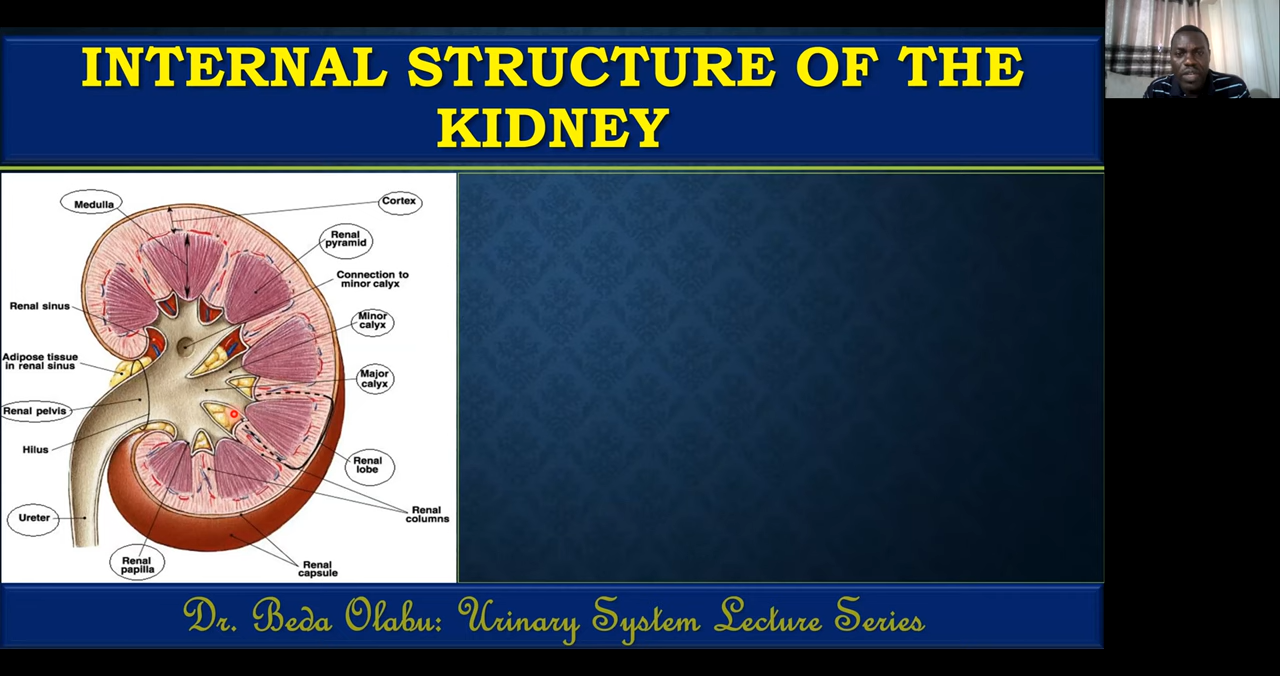 INTERNAL STRUCTURE OF THE
KIDNEY
Medulla
Cortex
Renal
pyramid
Connection to
minor calyx
Renal sinus
Minor
calyx
Adipose tissue
in renal sinus
Major
calyx
Renal pelvis
Hilus
Renal
lobe
Ureter
Renal
columns
Renal
papilla
Renal
capsule
Dr. Beda Olabu: Urinary System Lecture Series